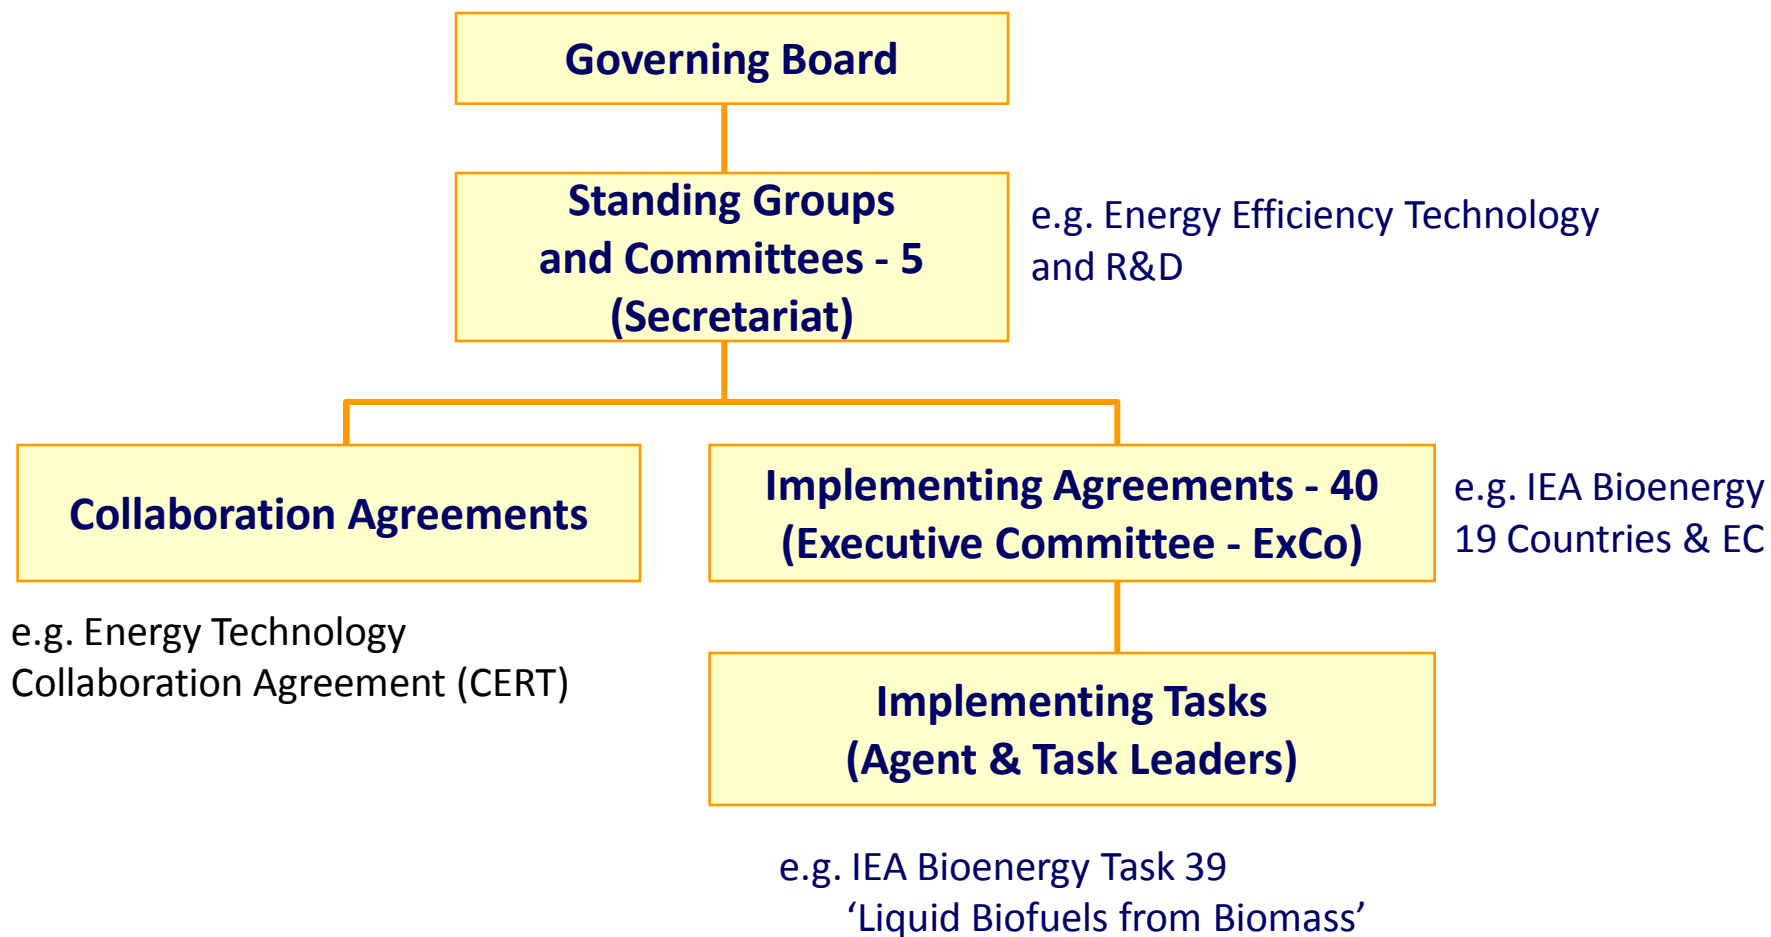 Governing Board
Standing Groups
and Committees - 5
(Secretariat)
e.g. Energy Efficiency Technology
and R&D
Collaboration Agreements
e.g. Energy Technology
Collaboration Agreement (CERT)
Implementing Agreements - 40
(Executive Committee - ExCo)
e.g. IEA Bioenergy
19 Countries & EC
Implementing Tasks
(Agent & Task Leaders)
e.g. IEA Bioenergy Task 39
‘Liquid Biofuels from Biomass’